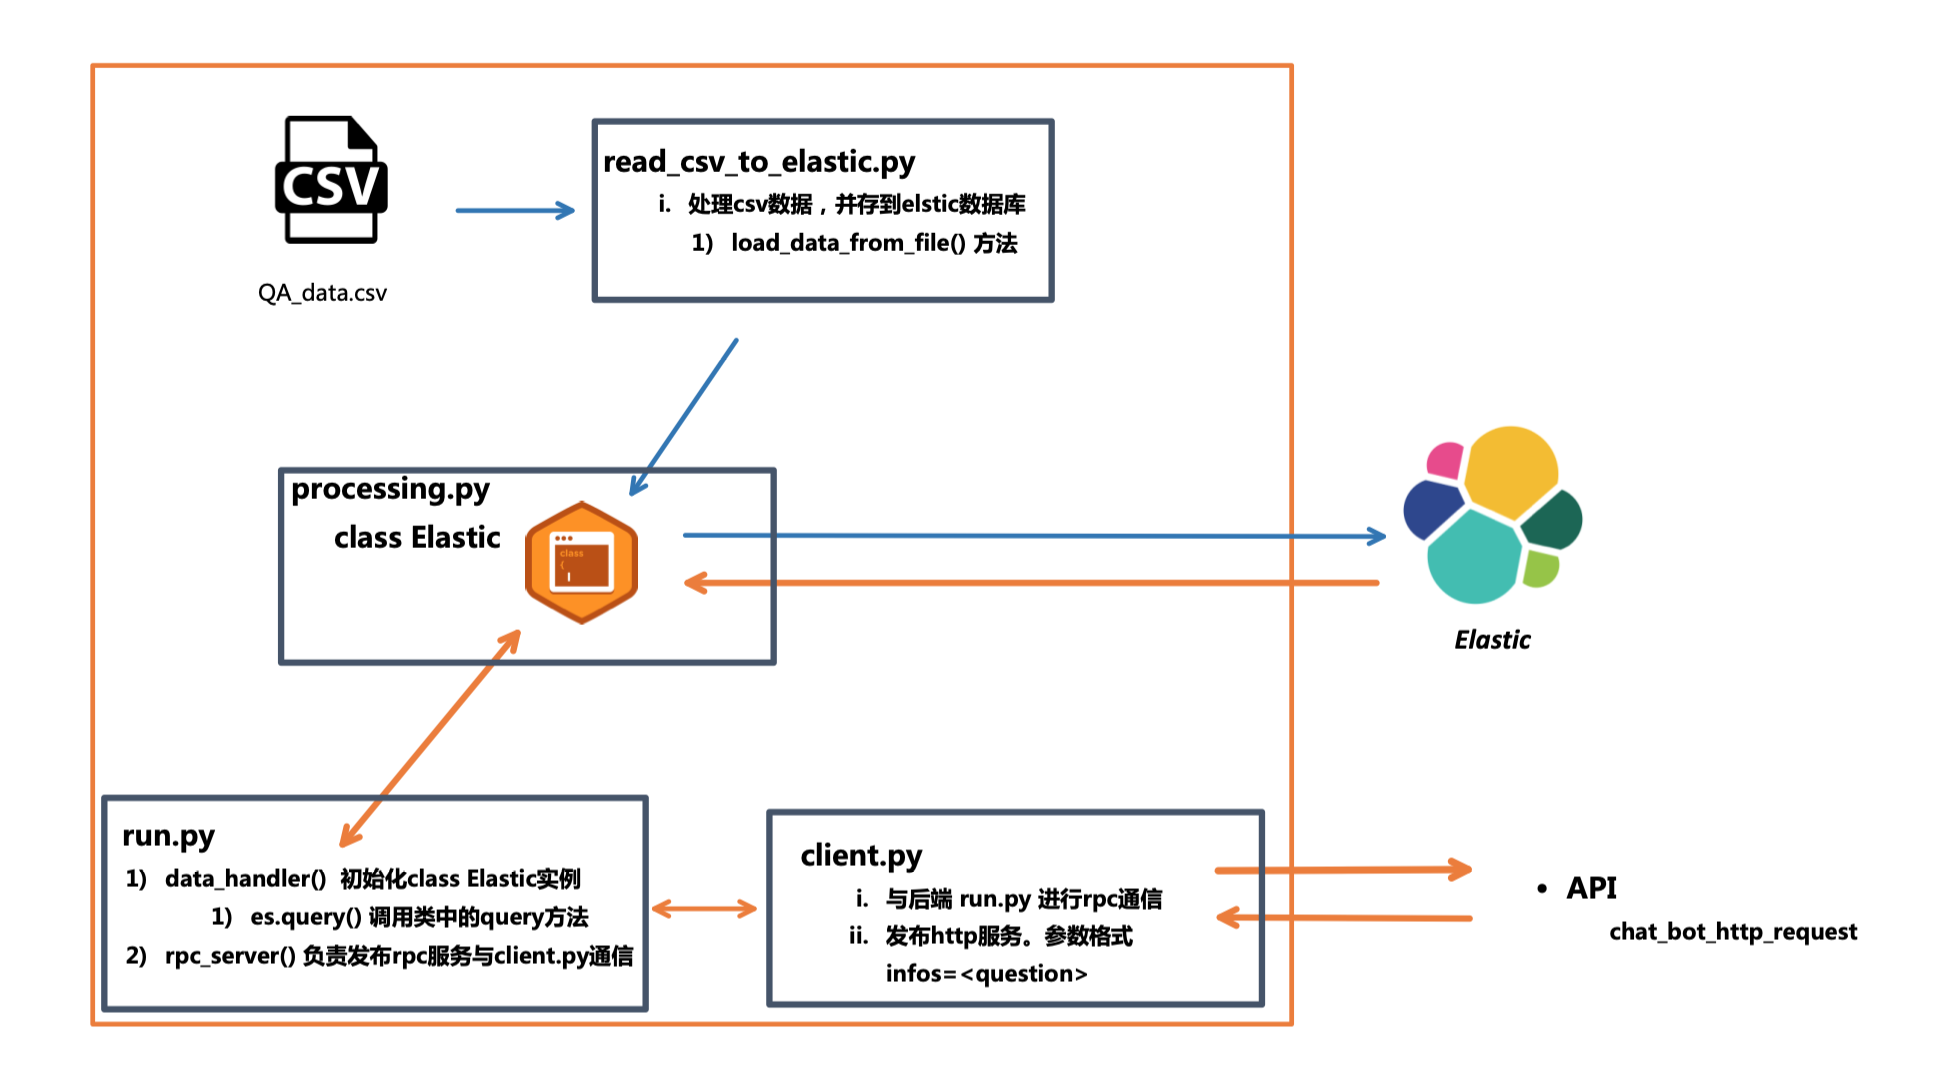 CSV
QA_data.csv
read_csv_to_elastic.py
i. 处理csv数据，并存到elstic数据库
1) load_data_from_file() 方法
processing.py
class Elastic
class
{
Elastic
run.py
1) data_handler() 初始化class Elastic实例
1) es.query() 调用类中的query方法
2) rpc_server() 负责发布rpc服务与client.py通信
client.py
i. 与后端 run.py 进行rpc通信
ii. 发布http服务。参数格式
infos=<question>
• API
chat_bot_http_request